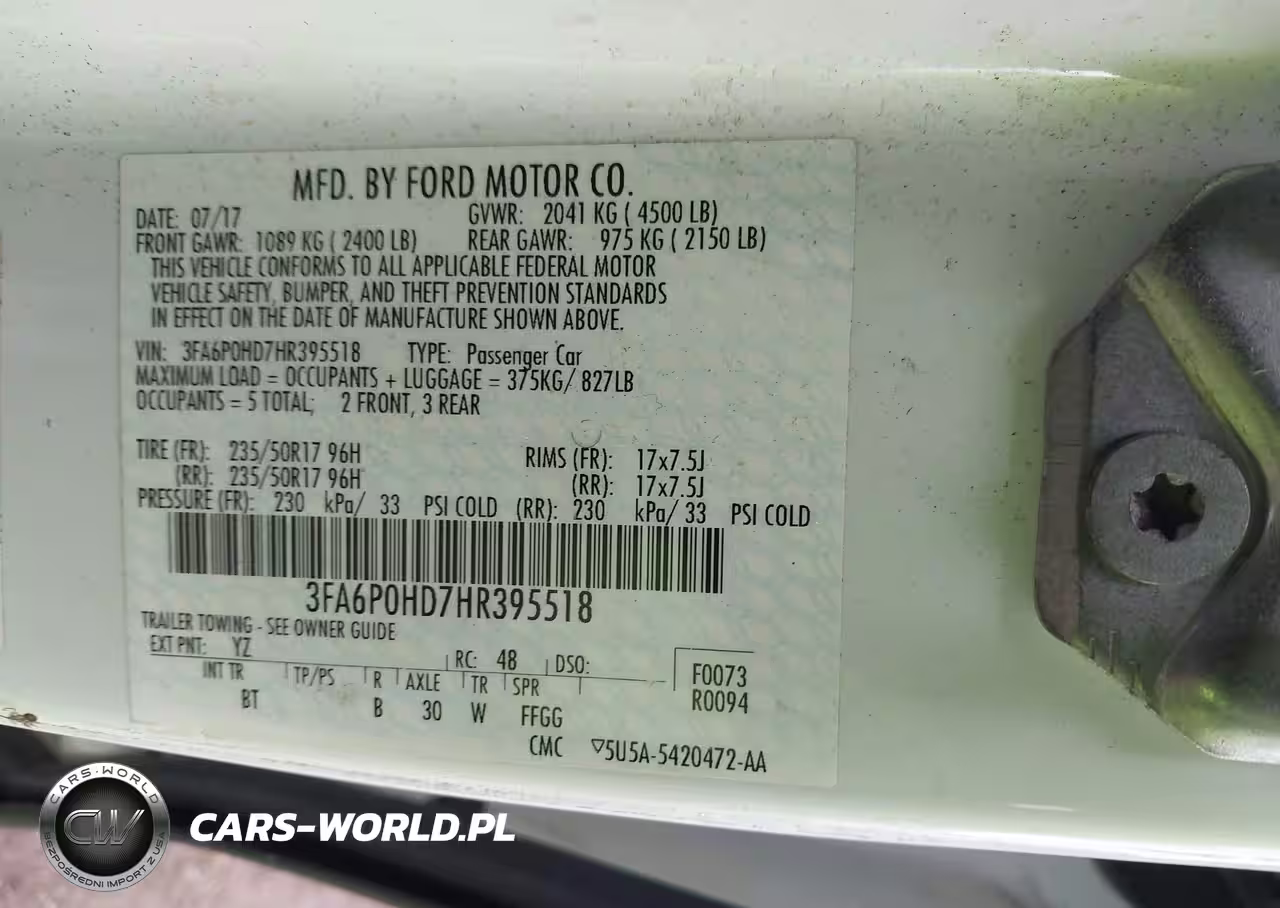 MFD. BY FORD MOTOR CO.
DATE: 07/17 GVWR: 2041 KG ( 4500 LB)
FRONT GAWR: 1089 KG ( 2400 LB) REAR GAWR: 975 KG ( 2150 LB)
THIS VEHICLE CONFORMS TO ALL APPLICABLE FEDERAL MOTOR
VEHICLE SAFETY, BUMPER, AND THEFT PREVENTION STANDARDS
IN EFFECT ON THE DATE OF MANUFACTURE SHOWN ABOVE.
VIN: 3FA6P0HD7HR395518 TYPE: Passenger Car
MAXIMUM LOAD = OCCUPANTS + LUGGAGE = 375KG/ 827LB
OCCUPANTS = 5 TOTAL; 2 FRONT, 3 REAR
TIRE (FR): 235/50R17 96H RIMS (FR): 17x7.5J
(RR): 235/50R17 96H (RR): 17x7.5J
PRESSURE (FR): 230 kPa/ 33 PSI COLD (RR): 230 kPa/ 33 PSI COLD
3FA6P0HD7HR395518
TRAILER TOWING - SEE OWNER GUIDE
EXT PNT: YZ RC: 48 DSO:
INT TR TP/PS R AXLE TR SPR F0073
BT B 30 W FFGG R0094
CMC ▽5U5A-5420472-AA
CARS-WORLD
CW
BEZPOŚREDNI IMPORT Z USA
CARS-WORLD.PL